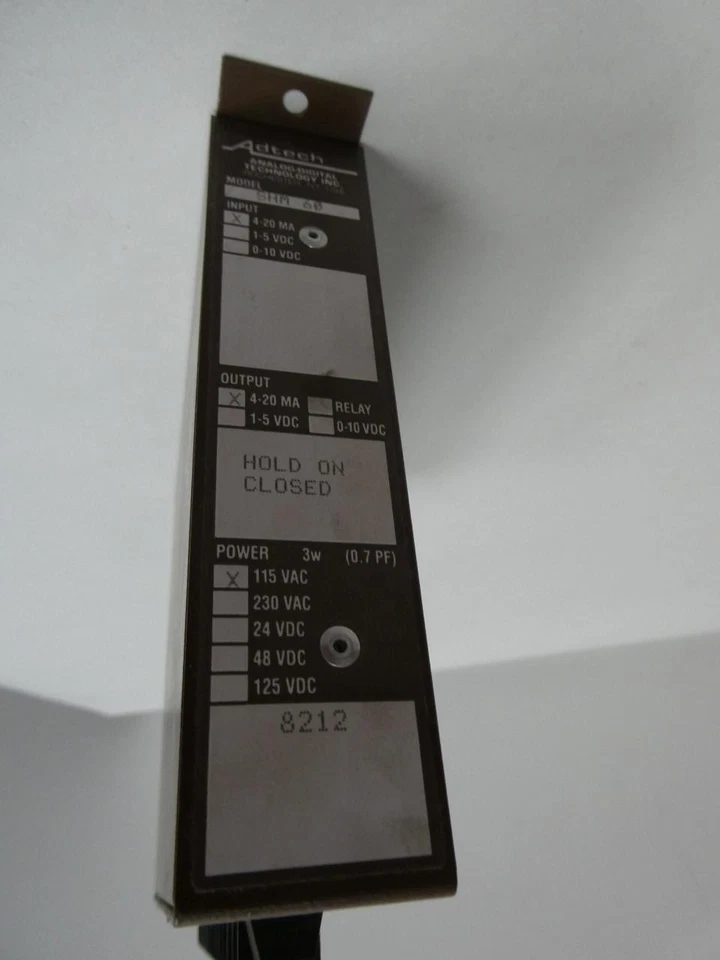 Adtech
ANALOG-DIGITAL
TECHNOLOGY INC.
MODEL SHM 60
INPUT
X 4-20 MA
1-5 VDC
0-10 VDC
OUTPUT
X 4-20 MA RELAY
1-5 VDC 0-10 VDC
HOLD ON
CLOSED
POWER 3w (0.7 PF)
X 115 VAC
230 VAC
24 VDC
48 VDC
125 VDC
8212